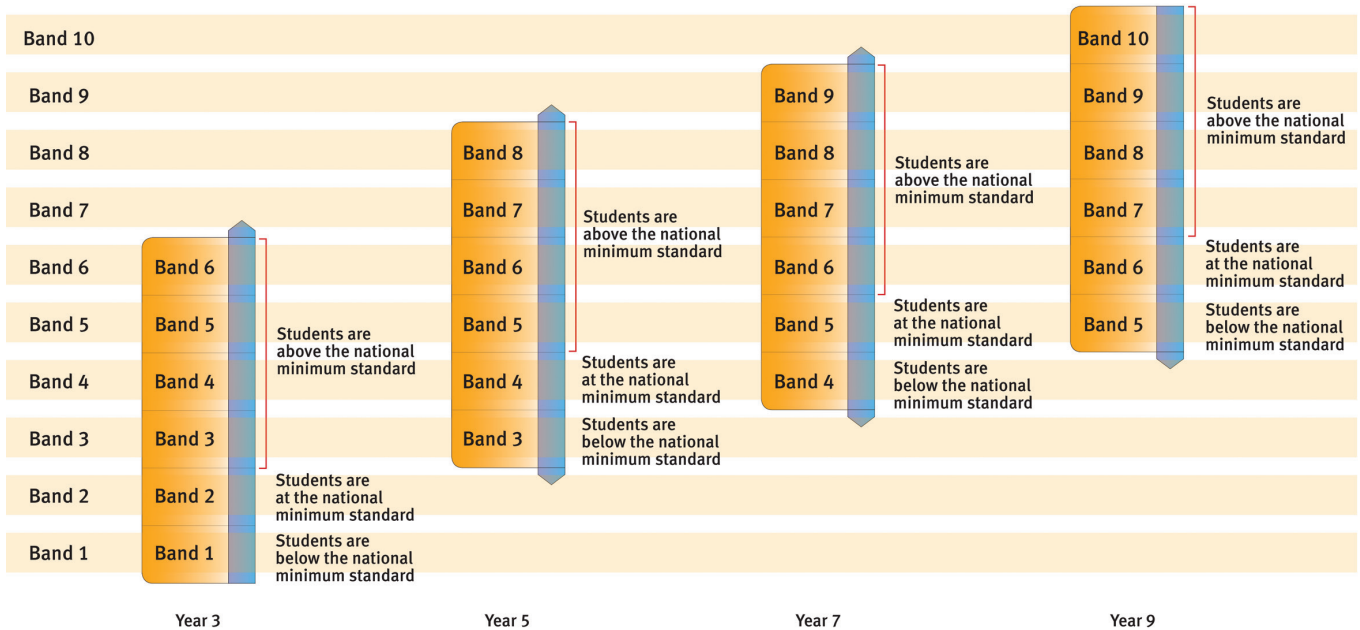 Band 10
Band 9
Band 8
Band 7
Band 6
Band 5
Band 4
Band 3
Band 2
Band 1
Band 6
Band 5
Band 4
Band 3
Band 2
Band 1
Students are
above the national
minimum standard
Students are
at the national
minimum standard
Students are
below the national
minimum standard
Year 3
Band 8
Band 7
Band 6
Band 5
Band 4
Band 3
Students are
above the national
minimum standard
Students are
at the national
minimum standard
Students are
below the national
minimum standard
Year 5
Band 9
Band 8
Band 7
Band 6
Band 5
Band 4
Students are
above the national
minimum standard
Students are
at the national
minimum standard
Students are
below the national
minimum standard
Year 7
Band 10
Band 9
Band 8
Band 7
Band 6
Band 5
Students are
above the national
minimum standard
Students are
at the national
minimum standard
Students are
below the national
minimum standard
Year 9